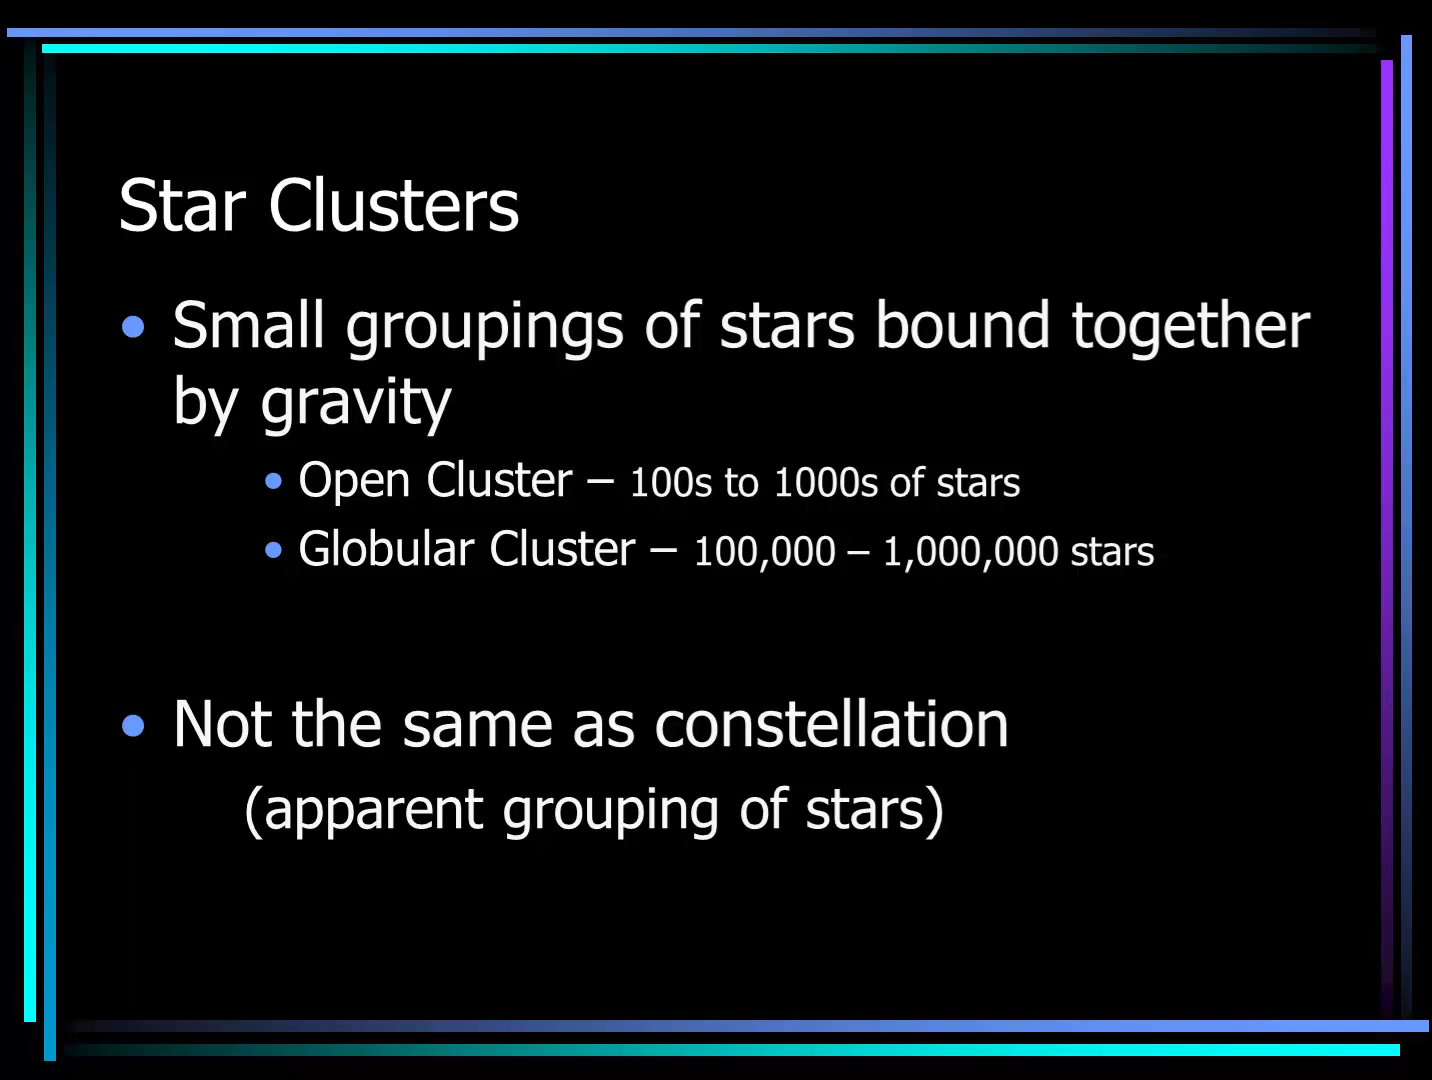 Star Clusters
• Small groupings of stars bound together
by gravity
• Open Cluster – 100s to 1000s of stars
• Globular Cluster – 100,000 – 1,000,000 stars
• Not the same as constellation
(apparent grouping of stars)